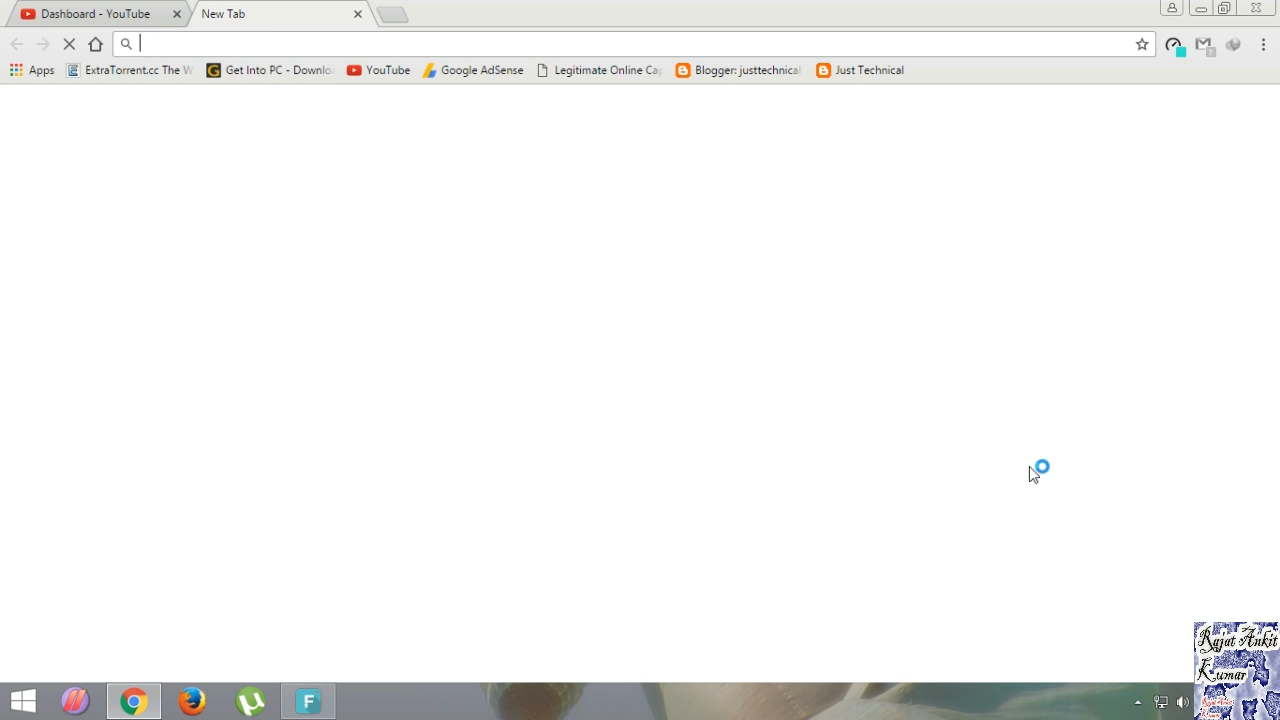 Dashboard - YouTube
New Tab
Apps
ExtraTorrent.cc The W
Get Into PC - Downlo
YouTube
Google AdSense
Legitimate Online Cap
Blogger: justtechnical
Just Technical
F
Rajat Ankit
Kumar